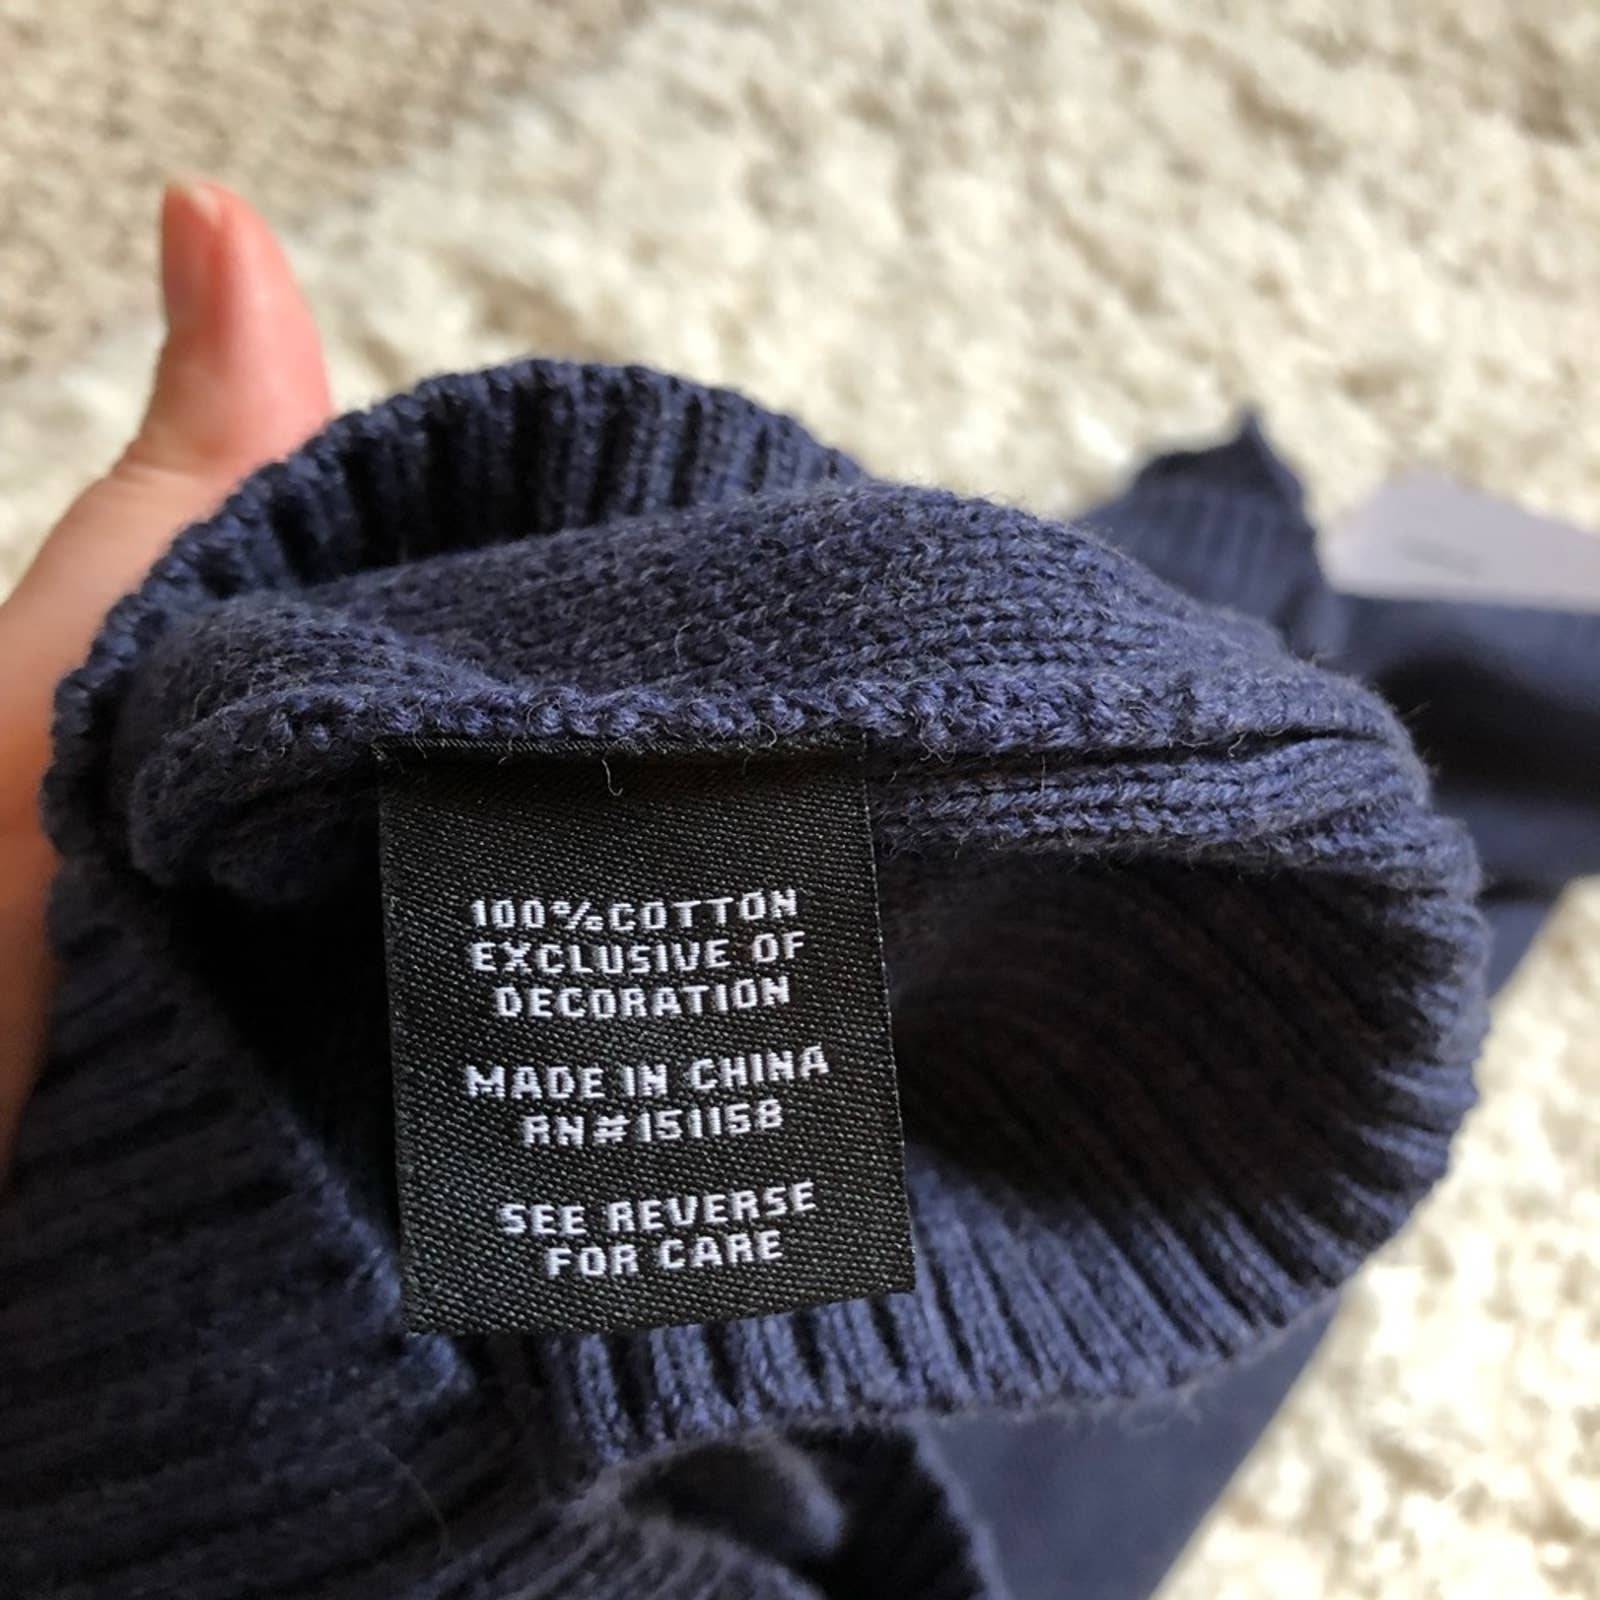 100%COTTON
EXCLUSIVE OF
DECORATION
MADE IN CHINA
RN#151158
SEE REVERSE
FOR CARE